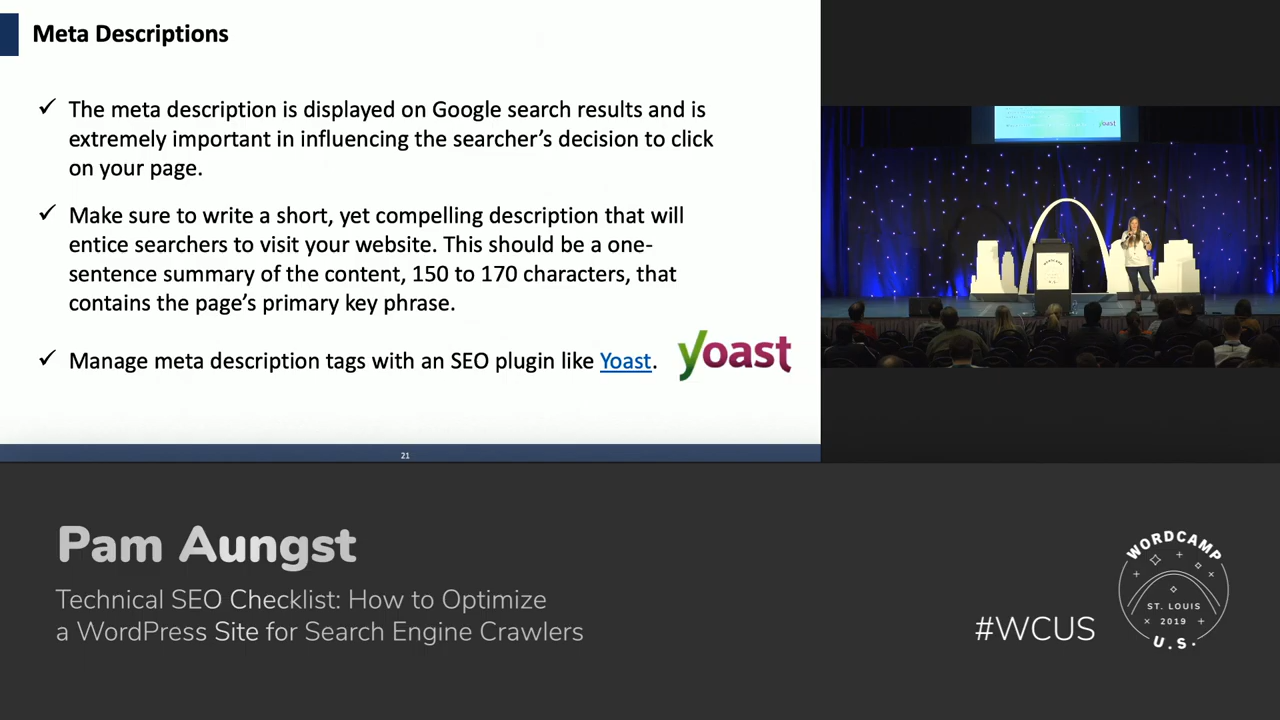 Meta Descriptions
✓ The meta description is displayed on Google search results and is
extremely important in influencing the searcher's decision to click
on your page.
✓ Make sure to write a short, yet compelling description that will
entice searchers to visit your website. This should be a one-
sentence summary of the content, 150 to 170 characters, that
contains the page's primary key phrase.
✓ Manage meta description tags with an SEO plugin like Yoast.
yoast
21
yoast
Pam Aungst
Technical SEO Checklist: How to Optimize
a WordPress Site for Search Engine Crawlers
#WCUS
WORDCAMP
ST. LOUIS
2019
U.S.